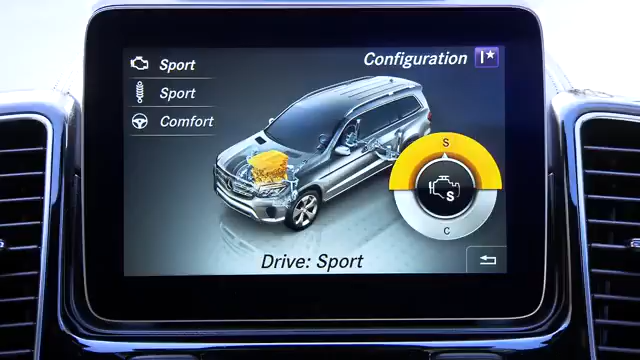 Sport
Configuration
Sport
Comfort
S
S
C
Drive: Sport